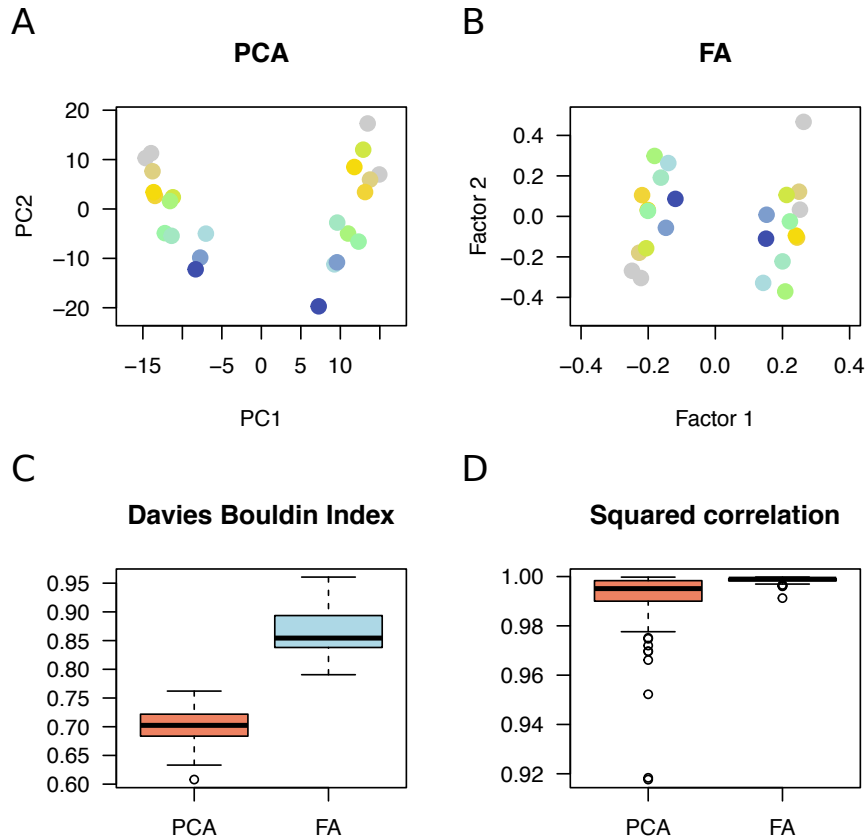 A
PCA
20
10
0
−10
−20
PC2
−15
−5
0
5
10
PC1
B
FA
0.4
0.2
0.0
−0.2
−0.4
Factor 2
−0.4
−0.2
0.0
0.2
0.4
Factor 1
C
Davies Bouldin Index
0.95
0.90
0.85
0.80
0.75
0.70
0.65
0.60
PCA
FA
D
Squared correlation
1.00
0.98
0.96
0.94
0.92
PCA
FA